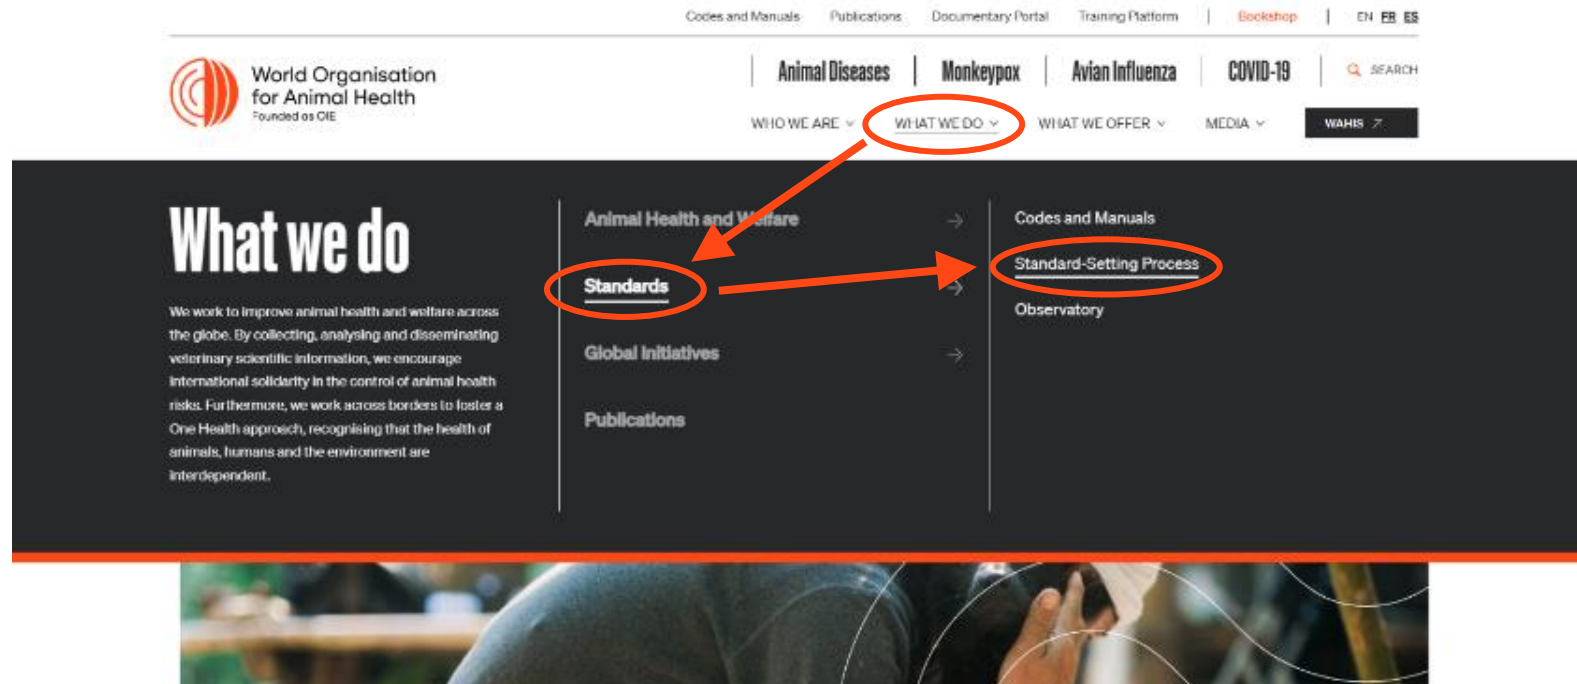 Codes and Manuals Publications Documentary Portal Training Platform | Bookshop | EN FR ES
World Organisation
for Animal Health
Founded as OIE
Animal Diseases | Monkeypox | Avian Influenza COVID-19 SEARCH
WHO WE ARE WHAT WE DO WHAT WE OFFER MEDIA WAHIS
What we do
We work to improve animal health and welfare across
the globe. By collecting, analysing and disseminating
veterinary scientific information, we encourage
international solidarity in the control of animal health
risks. Furthermore, we work across borders to foster a
One Health approach, recognising that the health of
animals, humans and the environment are
interdependent.
Animal Health and Welfare
Standards
Global Initiatives
Publications
Codes and Manuals
Standard-Setting Process
Observatory